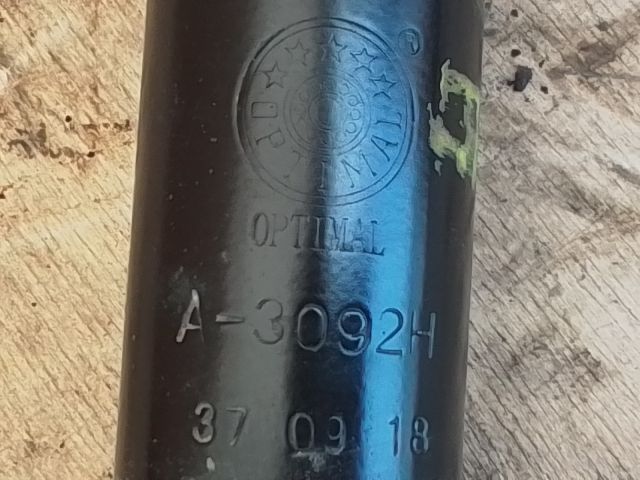 OPTIMAL
®
OPTIMAL
A-3092H
37 09 18